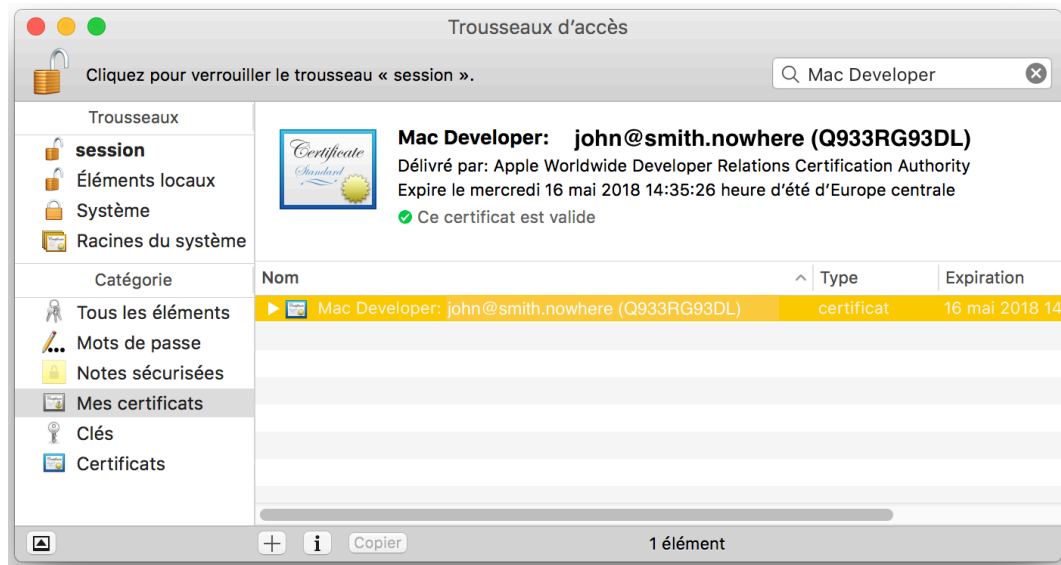 Trousseaux d’accès
Cliquez pour verrouiller le trousseau « session ».
Mac Developer
Trousseaux
session
Éléments locaux
Système
Racines du système
Catégorie
Tous les éléments
Mots de passe
Notes sécurisées
Mes certificats
Clés
Certificats
Certificate
Standard
Mac Developer: john@smith.nowhere (Q933RG93DL)
Délivré par: Apple Worldwide Developer Relations Certification Authority
Expire le mercredi 16 mai 2018 14:35:26 heure d’été d’Europe centrale
Ce certificat est valide
Nom Type Expiration
Mac Developer: john@smith.nowhere (Q933RG93DL) certificat 16 mai 2018 14
Copier 1 élément